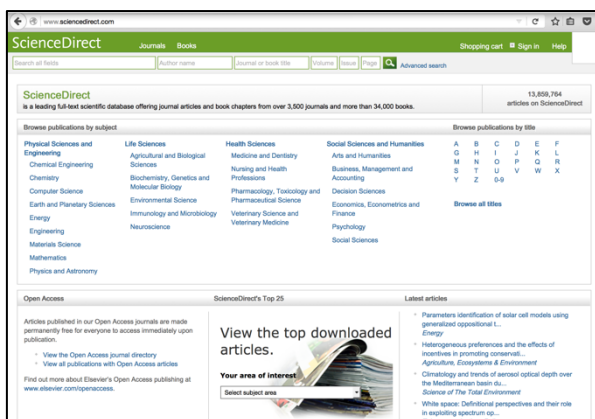 www.sciencedirect.com
ScienceDirect
Journals Books
Shopping cart Sign in Help
Search all fields
Author name
Journal or book title
Volume Issue Page
Advanced search
ScienceDirect
is a leading full-text scientific database offering journal articles and book chapters from over 3,500 journals and more than 34,000 books.
13,859,764
articles on ScienceDirect
Browse publications by subject
Physical Sciences and
Engineering
Chemical Engineering
Chemistry
Computer Science
Earth and Planetary Sciences
Energy
Engineering
Materials Science
Mathematics
Physics and Astronomy
Life Sciences
Agricultural and Biological
Sciences
Biochemistry, Genetics and
Molecular Biology
Environmental Science
Immunology and Microbiology
Neuroscience
Health Sciences
Medicine and Dentistry
Nursing and Health
Professions
Pharmacology, Toxicology and
Pharmaceutical Science
Veterinary Science and
Veterinary Medicine
Social Sciences and Humanities
Arts and Humanities
Business, Management and
Accounting
Decision Sciences
Economics, Econometrics and
Finance
Psychology
Social Sciences
Browse publications by title
A B C D E F
G H I J K L
M N O P Q R
S T U V W X
Y Z 0-9
Browse all titles
Open Access
Articles published in our Open Access journals are made
permanently free for everyone to access immediately upon
publication.
View the Open Access journal directory
View all publications with Open Access articles
Find out more about Elsevier's Open Access publishing at
www.elsevier.com/openaccess.
ScienceDirect's Top 25
View the top downloaded
articles.
Your area of interest
Select subject area
Latest articles
Parameters identification of solar cell models using
generalized oppositional t...
Energy
Heterogeneous preferences and the effects of
incentives in promoting conservati...
Agriculture, Ecosystems & Environment
Climatology and trends of aerosol optical depth over
the Mediterranean basin du...
Science of The Total Environment
White space: Definitional perspectives and their role
in exploiting spectrum op...